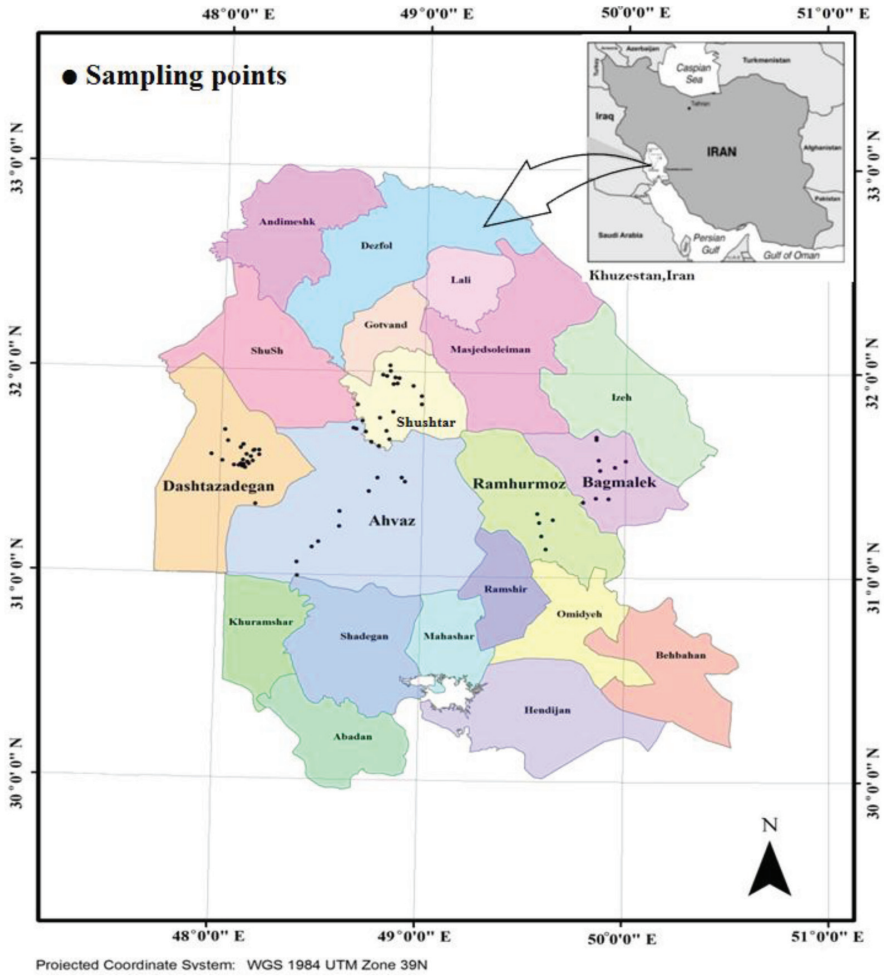 48°0'0" E 49°0'0" E 50°0'0" E 51°0'0" E
● Sampling points
Azerbaijan
Turkmenistan
Turkey
Caspian
Sea
Tehran
Iraq
IRAN
Afghanistan
Pakistan
Saudi Arabia
Persian
Gulf
Gulf of Oman
Khuzestan,Iran
33°0'0" N
33°0'0" N
Andimeshk
Dezfol
Lali
Gotvand
ShuSh
Masjedsoleiman
32°0'0" N
32°0'0" N
Izeh
Shushtar
Dashtazadegan
Ramhurmoz
Bagmalek
Ahvaz
31°0'0" N
31°0'0" N
Ramshir
Khuramshar
Shadegan
Mahashar
Omidyeh
Behbahan
Hendijan
Abadan
30°0'0" N
30°0'0" N
N
48°0'0" E 49°0'0" E 50°0'0" E 51°0'0" E
Projected Coordinate System: WGS 1984 UTM Zone 39N